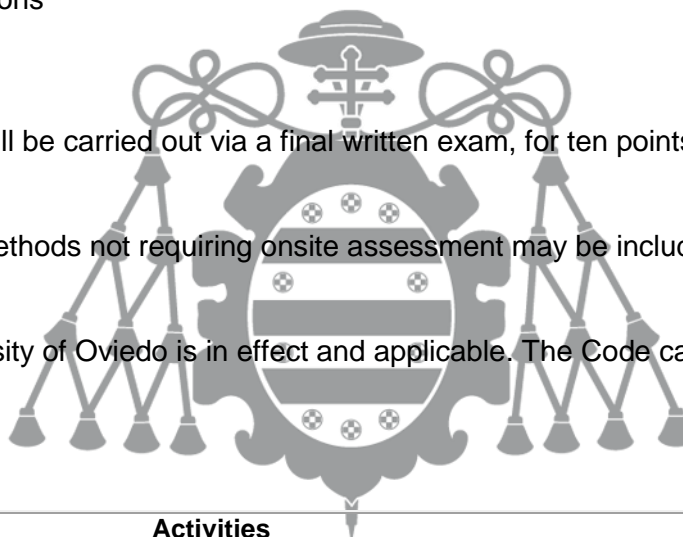 ons
ll be carried out via a final written exam, for ten points
ethods not requiring onsite assessment may be includ
sity of Oviedo is in effect and applicable. The Code ca
Activities